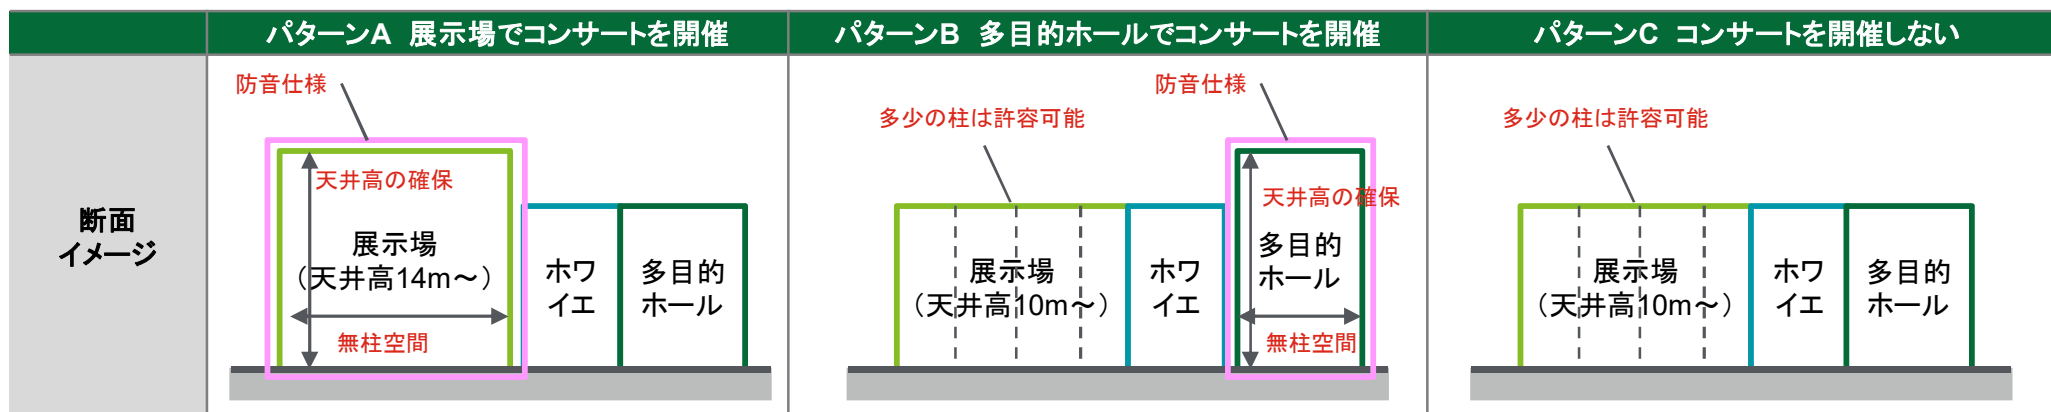 パターンA 展示場でコンサートを開催
パターンB 多目的ホールでコンサートを開催
パターンC コンサートを開催しない
断面
イメージ
防音仕様
天井高の確保
展示場
（天井高14m～）
無柱空間
ホワ
イエ
多目的
ホール
多少の柱は許容可能
展示場
（天井高10m～）
ホワ
イエ
防音仕様
天井高の確保
多目的
ホール
無柱空間
多少の柱は許容可能
展示場
（天井高10m～）
ホワ
イエ
多目的
ホール